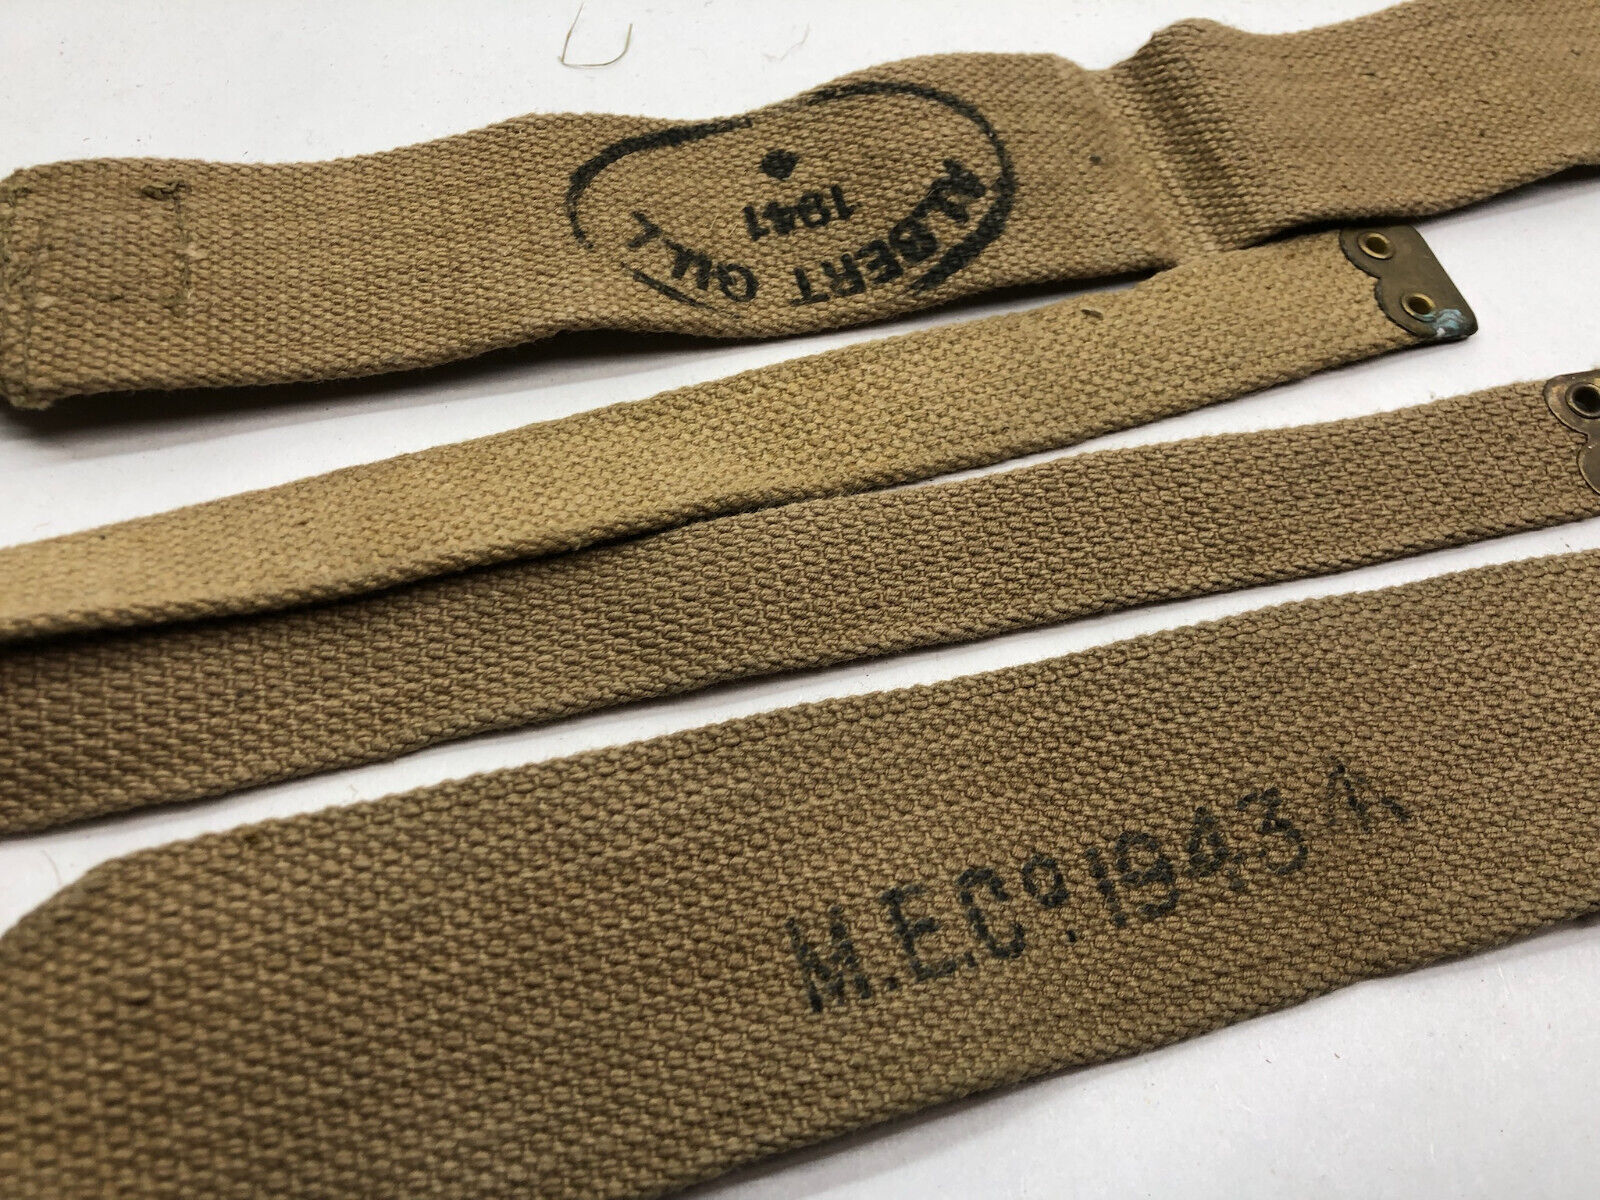 ALBERT GILL
1941
M.E.Cº. 1943